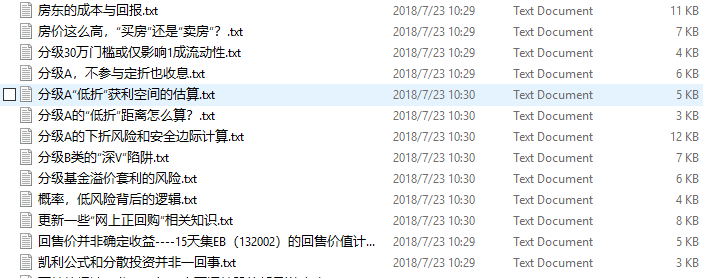 房东的成本与回报.txt 2018/7/23 10:29 Text Document 11 KB
房价这么高，“买房”还是“卖房”？.txt 2018/7/23 10:29 Text Document 7 KB
分级30万门槛或仅影响1成流动性.txt 2018/7/23 10:29 Text Document 4 KB
分级A，不参与定折也收息.txt 2018/7/23 10:29 Text Document 6 KB
分级A“低折”获利空间的估算.txt 2018/7/23 10:30 Text Document 5 KB
分级A的“低折”距离怎么算？.txt 2018/7/23 10:30 Text Document 3 KB
分级A的下折风险和安全边际计算.txt 2018/7/23 10:30 Text Document 12 KB
分级B类的“深V”陷阱.txt 2018/7/23 10:30 Text Document 7 KB
分级基金溢价套利的风险.txt 2018/7/23 10:30 Text Document 6 KB
概率，低风险背后的逻辑.txt 2018/7/23 10:30 Text Document 4 KB
更新一些“网上正回购”相关知识.txt 2018/7/23 10:30 Text Document 8 KB
回售价并非确定收益----15天集EB（132002）的回售价值计... 2018/7/23 10:29 Text Document 5 KB
凯利公式和分散投资并非一回事.txt 2018/7/23 10:29 Text Document 3 KB